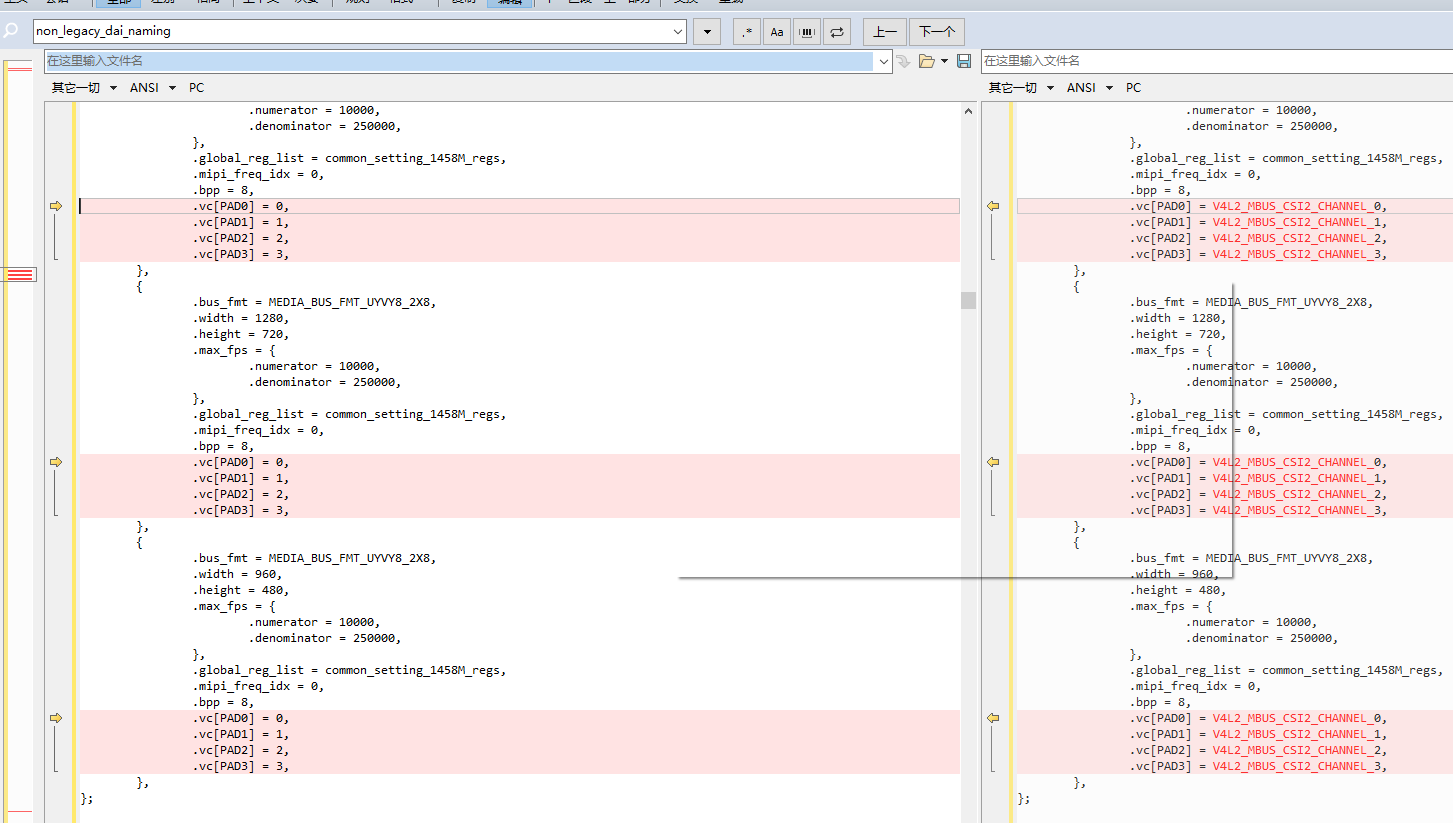 non_legacy_dai_naming
.*
Aa
上一
下一个
在这里输入文件名
在这里输入文件名
其它一切 ANSI PC
其它一切 ANSI PC
.numerator = 10000,
.denominator = 250000,
},
.global_reg_list = common_setting_1458M_regs,
.mipi_freq_idx = 0,
.bpp = 8,
.vc[PAD0] = 0,
.vc[PAD1] = 1,
.vc[PAD2] = 2,
.vc[PAD3] = 3,
},
{
.bus_fmt = MEDIA_BUS_FMT_UYVY8_2X8,
.width = 1280,
.height = 720,
.max_fps = {
.numerator = 10000,
.denominator = 250000,
},
.global_reg_list = common_setting_1458M_regs,
.mipi_freq_idx = 0,
.bpp = 8,
.vc[PAD0] = 0,
.vc[PAD1] = 1,
.vc[PAD2] = 2,
.vc[PAD3] = 3,
},
{
.bus_fmt = MEDIA_BUS_FMT_UYVY8_2X8,
.width = 960,
.height = 480,
.max_fps = {
.numerator = 10000,
.denominator = 250000,
},
.global_reg_list = common_setting_1458M_regs,
.mipi_freq_idx = 0,
.bpp = 8,
.vc[PAD0] = 0,
.vc[PAD1] = 1,
.vc[PAD2] = 2,
.vc[PAD3] = 3,
},
};
.numerator = 10000,
.denominator = 250000,
},
.global_reg_list = common_setting_1458M_regs,
.mipi_freq_idx = 0,
.bpp = 8,
.vc[PAD0] = V4L2_MBUS_CSI2_CHANNEL_0,
.vc[PAD1] = V4L2_MBUS_CSI2_CHANNEL_1,
.vc[PAD2] = V4L2_MBUS_CSI2_CHANNEL_2,
.vc[PAD3] = V4L2_MBUS_CSI2_CHANNEL_3,
},
{
.bus_fmt = MEDIA_BUS_FMT_UYVY8_2X8,
.width = 1280,
.height = 720,
.max_fps = {
.numerator = 10000,
.denominator = 250000,
},
.global_reg_list = common_setting_1458M_regs,
.mipi_freq_idx = 0,
.bpp = 8,
.vc[PAD0] = V4L2_MBUS_CSI2_CHANNEL_0,
.vc[PAD1] = V4L2_MBUS_CSI2_CHANNEL_1,
.vc[PAD2] = V4L2_MBUS_CSI2_CHANNEL_2,
.vc[PAD3] = V4L2_MBUS_CSI2_CHANNEL_3,
},
{
.bus_fmt = MEDIA_BUS_FMT_UYVY8_2X8,
.width = 960,
.height = 480,
.max_fps = {
.numerator = 10000,
.denominator = 250000,
},
.global_reg_list = common_setting_1458M_regs,
.mipi_freq_idx = 0,
.bpp = 8,
.vc[PAD0] = V4L2_MBUS_CSI2_CHANNEL_0,
.vc[PAD1] = V4L2_MBUS_CSI2_CHANNEL_1,
.vc[PAD2] = V4L2_MBUS_CSI2_CHANNEL_2,
.vc[PAD3] = V4L2_MBUS_CSI2_CHANNEL_3,
},
};